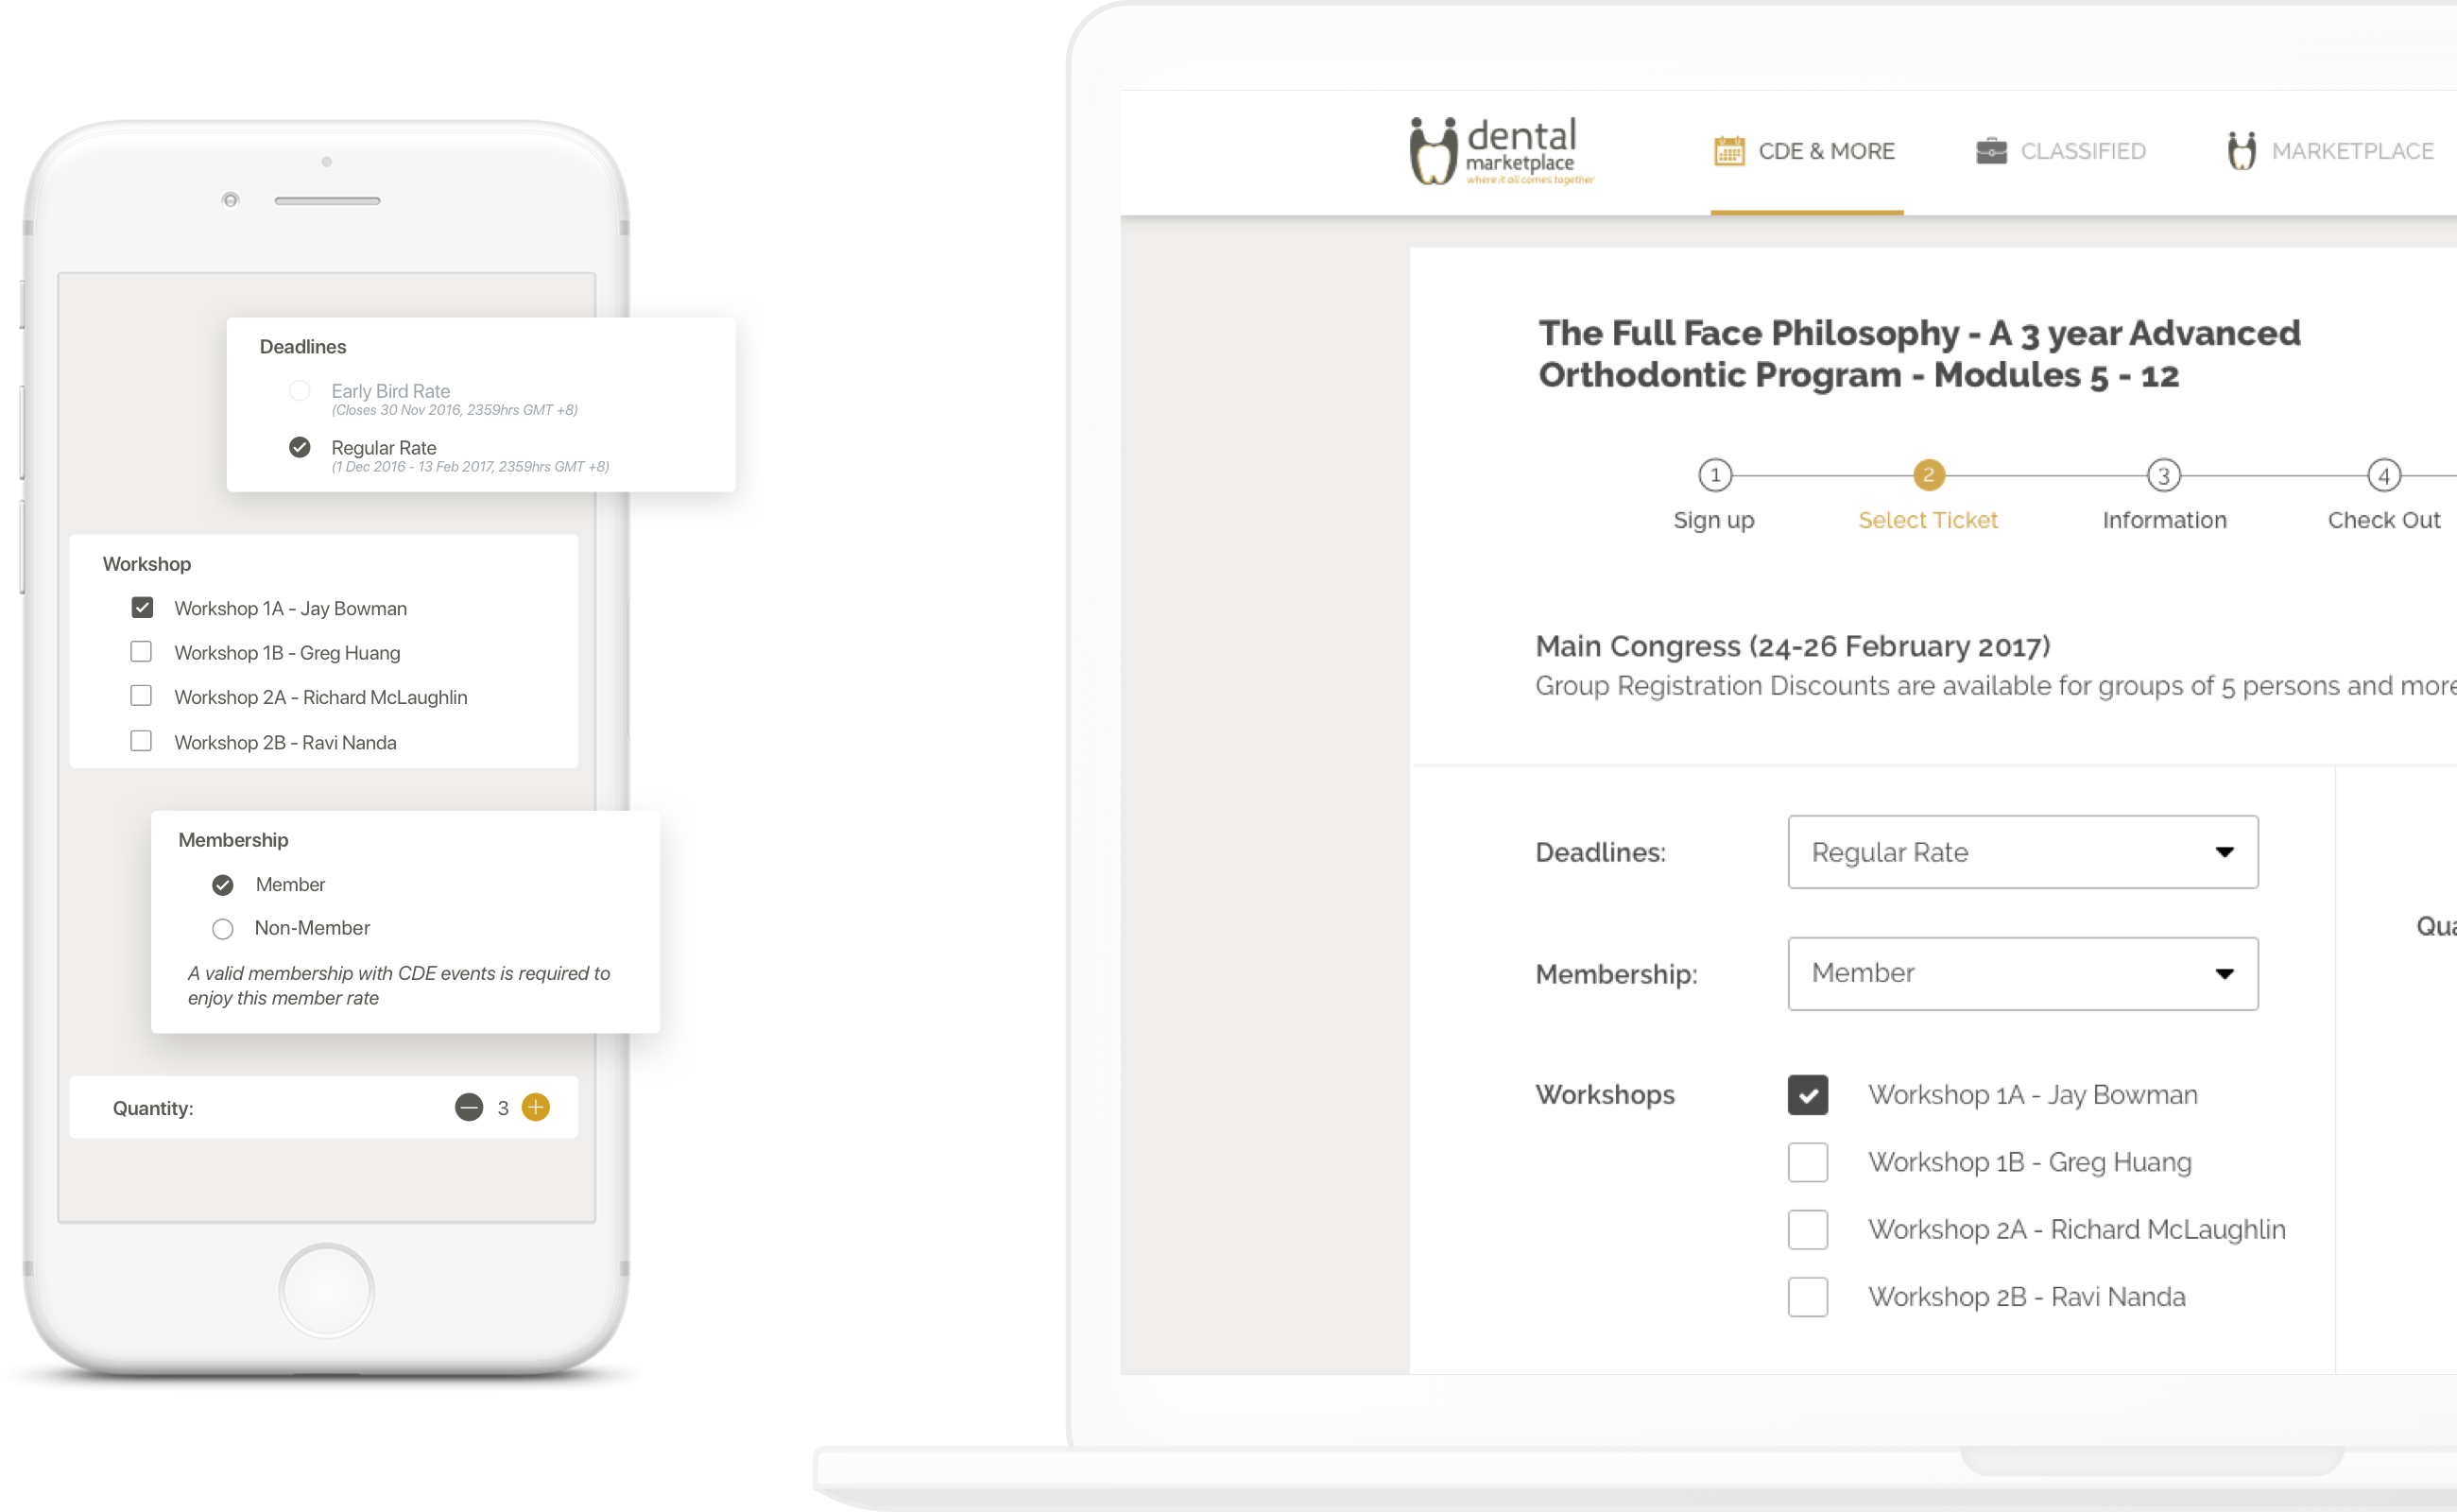 Deadlines
Early Bird Rate
(Closes 30 Nov 2016, 2359hrs GMT +8)
Regular Rate
(1 Dec 2016 - 13 Feb 2017, 2359hrs GMT +8)
Workshop
Workshop 1A - Jay Bowman
Workshop 1B - Greg Huang
Workshop 2A - Richard McLaughlin
Workshop 2B - Ravi Nanda
Membership
Member
Non-Member
A valid membership with CDE events is required to
enjoy this member rate
Quantity: 3
dental
marketplace
where it all comes together
CDE & MORE CLASSIFIED MARKETPLACE
The Full Face Philosophy - A 3 year Advanced
Orthodontic Program - Modules 5 - 12
1 2 3 4
Sign up Select Ticket Information Check Out
Main Congress (24-26 February 2017)
Group Registration Discounts are available for groups of 5 persons and more
Deadlines: Regular Rate
Qua
Membership: Member
Workshops Workshop 1A - Jay Bowman
Workshop 1B - Greg Huang
Workshop 2A - Richard McLaughlin
Workshop 2B - Ravi Nanda